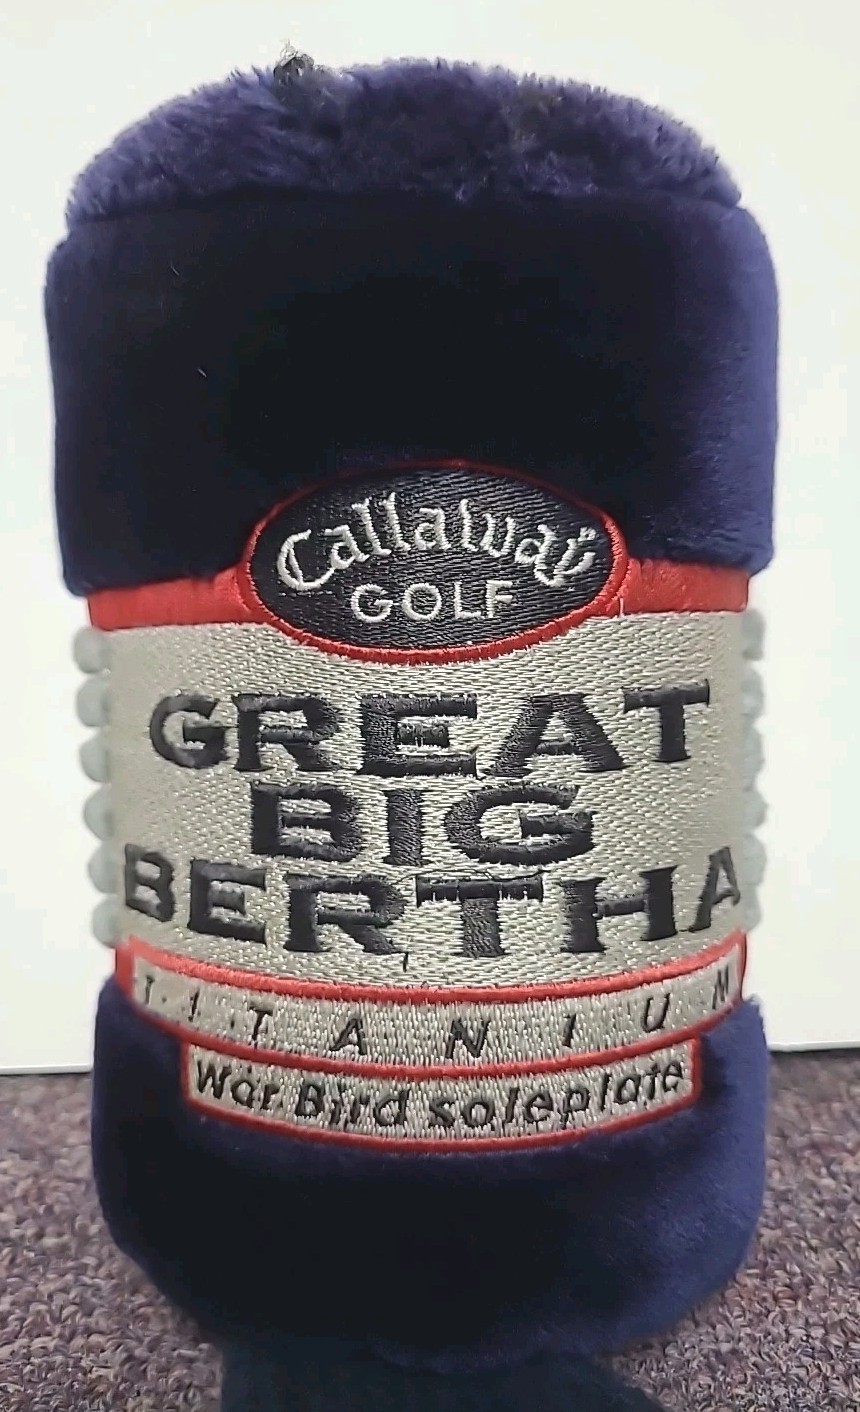 Callaway
GOLF
GREAT
BIG
BERTHA
TITANIUM
War Bird soleplate